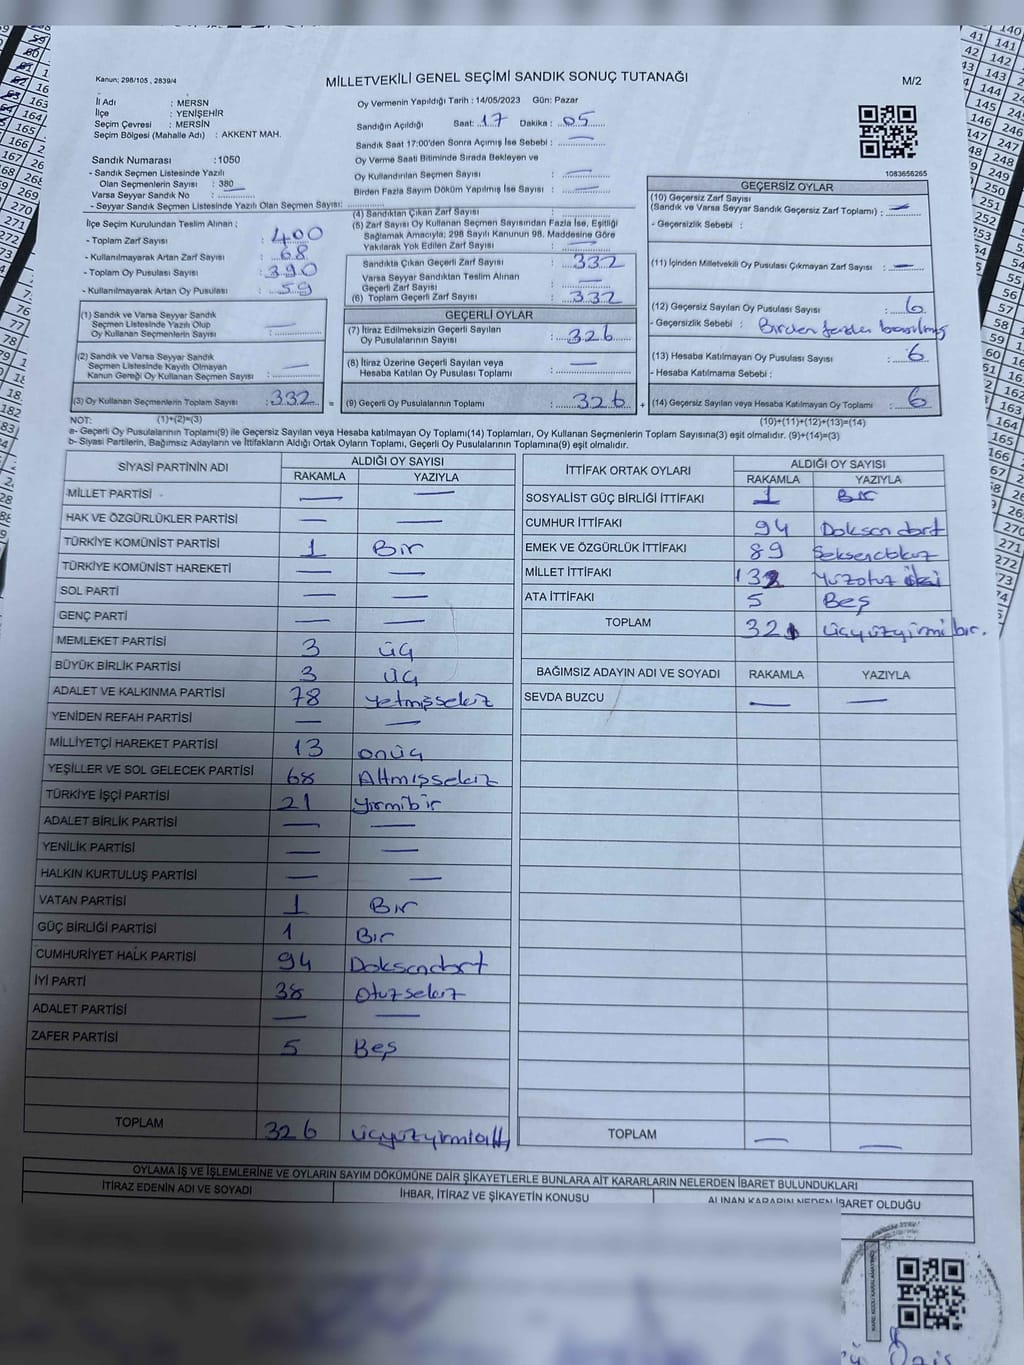 Kanun; 298/105 , 2839/4
MİLLETVEKİLİ GENEL SEÇİMİ SANDIK SONUÇ TUTANAĞI
M/2
İl Adı : MERSN
İlçe : YENİŞEHİR
Seçim Çevresi : MERSİN
Seçim Bölgesi (Mahalle Adı) : AKKENT MAH.
Sandık Numarası :1050
- Sandık Seçmen Listesinde Yazılı
Olan Seçmenlerin Sayısı : 380
Varsa Seyyar Sandık No :
- Seyyar Sandık Seçmen Listesinde Yazılı Olan Seçmen Sayısı:
Oy Vermenin Yapıldığı Tarih : 14/05/2023 Gün: Pazar
Sandığın Açıldığı Saat: 17 Dakika : 05
Sandık Saat 17:00'den Sonra Açımış İse Sebebi : —
Oy Verme Saati Bitiminde Sırada Bekleyen ve
Oy Kullandırılan Seçmen Sayısı : —
Birden Fazla Sayım Döküm Yapılmış İse Sayısı : —
1083656265
İlçe Seçim Kurulundan Teslim Alınan ;
- Toplam Zarf Sayısı : 400
- Kullanılmayarak Artan Zarf Sayısı : 68
- Toplam Oy Pusulası Sayısı : 390
- Kullanılmayarak Artan Oy Pusulası : 59
(1) Sandık ve Varsa Seyyar Sandık
Seçmen Listesinde Yazılı Olup
Oy Kullanan Seçmenlerin Sayısı : —
(2) Sandık ve Varsa Seyyar Sandık
Seçmen Listesinde Kayıtlı Olmayan
Kanun Gereği Oy Kullanan Seçmen Sayısı : —
(3) Oy Kullanan Seçmenlerin Toplam Sayısı : 332 =
(4) Sandıktan Çıkan Zarf Sayısı :
(5) Zarf Sayısı Oy Kullanan Seçmen Sayısından Fazla İse, Eşitliği
Sağlamak Amacıyla; 298 Sayılı Kanunun 98. Maddesine Göre
Yakılarak Yok Edilen Zarf Sayısı : —
Sandıkta Çıkan Geçerli Zarf Sayısı : 332
Varsa Seyyar Sandıktan Teslim Alınan
Geçerli Zarf Sayısı : —
(6) Toplam Geçerli Zarf Sayısı : 332
GEÇERLİ OYLAR
(7) İtiraz Edilmeksizin Geçerli Sayılan
Oy Pusulasının Sayısı : 326
(8) İtiraz Üzerine Geçerli Sayılan veya
Hesaba Katılan Oy Pusulası Toplamı : —
(9) Geçerli Oy Pusulalarının Toplamı : 326 +
GEÇERSİZ OYLAR
(10) Geçersiz Zarf Sayısı
(Sandık ve Varsa Seyyar Sandık Geçersiz Zarf Toplamı) : —
- Geçersizlik Sebebi :
(11) İçinden Milletvekili Oy Pusulası Çıkmayan Zarf Sayısı : —
(12) Geçersiz Sayılan Oy Pusulası Sayısı : 6
- Geçersizlik Sebebi : Birden fazla basılmış
(13) Hesaba Katılmayan Oy Pusulası Sayısı : 6
- Hesaba Katılmama Sebebi :
(14) Geçersiz Sayılan veya Hesaba Katılmayan Oy Toplamı : 6
NOT: (1)+(2)=(3)
(10)+(11)+(12)+(13)=(14)
a- Geçerli Oy Pusulalarının Toplamı(9) ile Geçersiz Sayılan veya Hesaba katılmayan Oy Toplamı(14) Toplamları, Oy Kullanan Seçmenlerin Toplam Sayısına(3) eşit olmalıdır. (9)+(14)=(3)
b- Siyasi Partilerin, Bağımsız Adayların ve İttifakların Aldığı Ortak Oyların Toplamı, Geçerli Oy Pusulalarının Toplamına(9) eşit olmalıdır.
SİYASİ PARTİNİN ADI ALDIĞI OY SAYISI
RAKAMLA YAZIYLA
MİLLET PARTİSİ — —
HAK VE ÖZGÜRLÜKLER PARTİSİ — —
TÜRKİYE KOMÜNİST PARTİSİ 1 Bir
TÜRKİYE KOMÜNİST HAREKETİ — —
SOL PARTİ — —
GENÇ PARTİ — —
MEMLEKET PARTİSİ 3 üç
BÜYÜK BİRLİK PARTİSİ 3 üç
ADALET VE KALKINMA PARTİSİ 78 yetmişsekiz
YENİDEN REFAH PARTİSİ — —
MİLLİYETÇİ HAREKET PARTİSİ 13 onüç
YEŞİLLER VE SOL GELECEK PARTİSİ 68 Altmışsekiz
TÜRKİYE İŞÇİ PARTİSİ 21 yirmibir
ADALET BİRLİK PARTİSİ — —
YENİLİK PARTİSİ — —
HALKIN KURTULUŞ PARTİSİ — —
VATAN PARTİSİ 1 Bir
GÜÇ BİRLİĞİ PARTİSİ 1 Bir
CUMHURİYET HALK PARTİSİ 94 Doksandört
İYİ PARTİ 38 Otuzsekiz
ADALET PARTİSİ — —
ZAFER PARTİSİ 5 Beş
TOPLAM 326 üçyüzyirmialtı
İTTİFAK ORTAK OYLARI ALDIĞI OY SAYISI
RAKAMLA YAZIYLA
SOSYALİST GÜÇ BİRLİĞİ İTTİFAKI 1 Bir
CUMHUR İTTİFAKI 94 Doksandört
EMEK VE ÖZGÜRLÜK İTTİFAKI 89 Seksendokuz
MİLLET İTTİFAKI 132 Yüzotuz iki
ATA İTTİFAKI 5 Beş
TOPLAM 321 üçyüzyirmi bir.
BAĞIMSIZ ADAYIN ADI VE SOYADI RAKAMLA YAZIYLA
SEVDA BUZCU — —
TOPLAM — —
OYLAMA İŞ VE İŞLEMLERİNE VE OYLARIN SAYIM DÖKÜMÜNE DAİR ŞİKAYETLERLE BUNLARA AİT KARARLARIN NELERDEN İBARET BULUNDUKLARI
İTİRAZ EDENİN ADI VE SOYADI İHBAR, İTİRAZ VE ŞİKAYETİN KONUSU ALINAN KARARIN NEDEN İBARET OLDUĞU